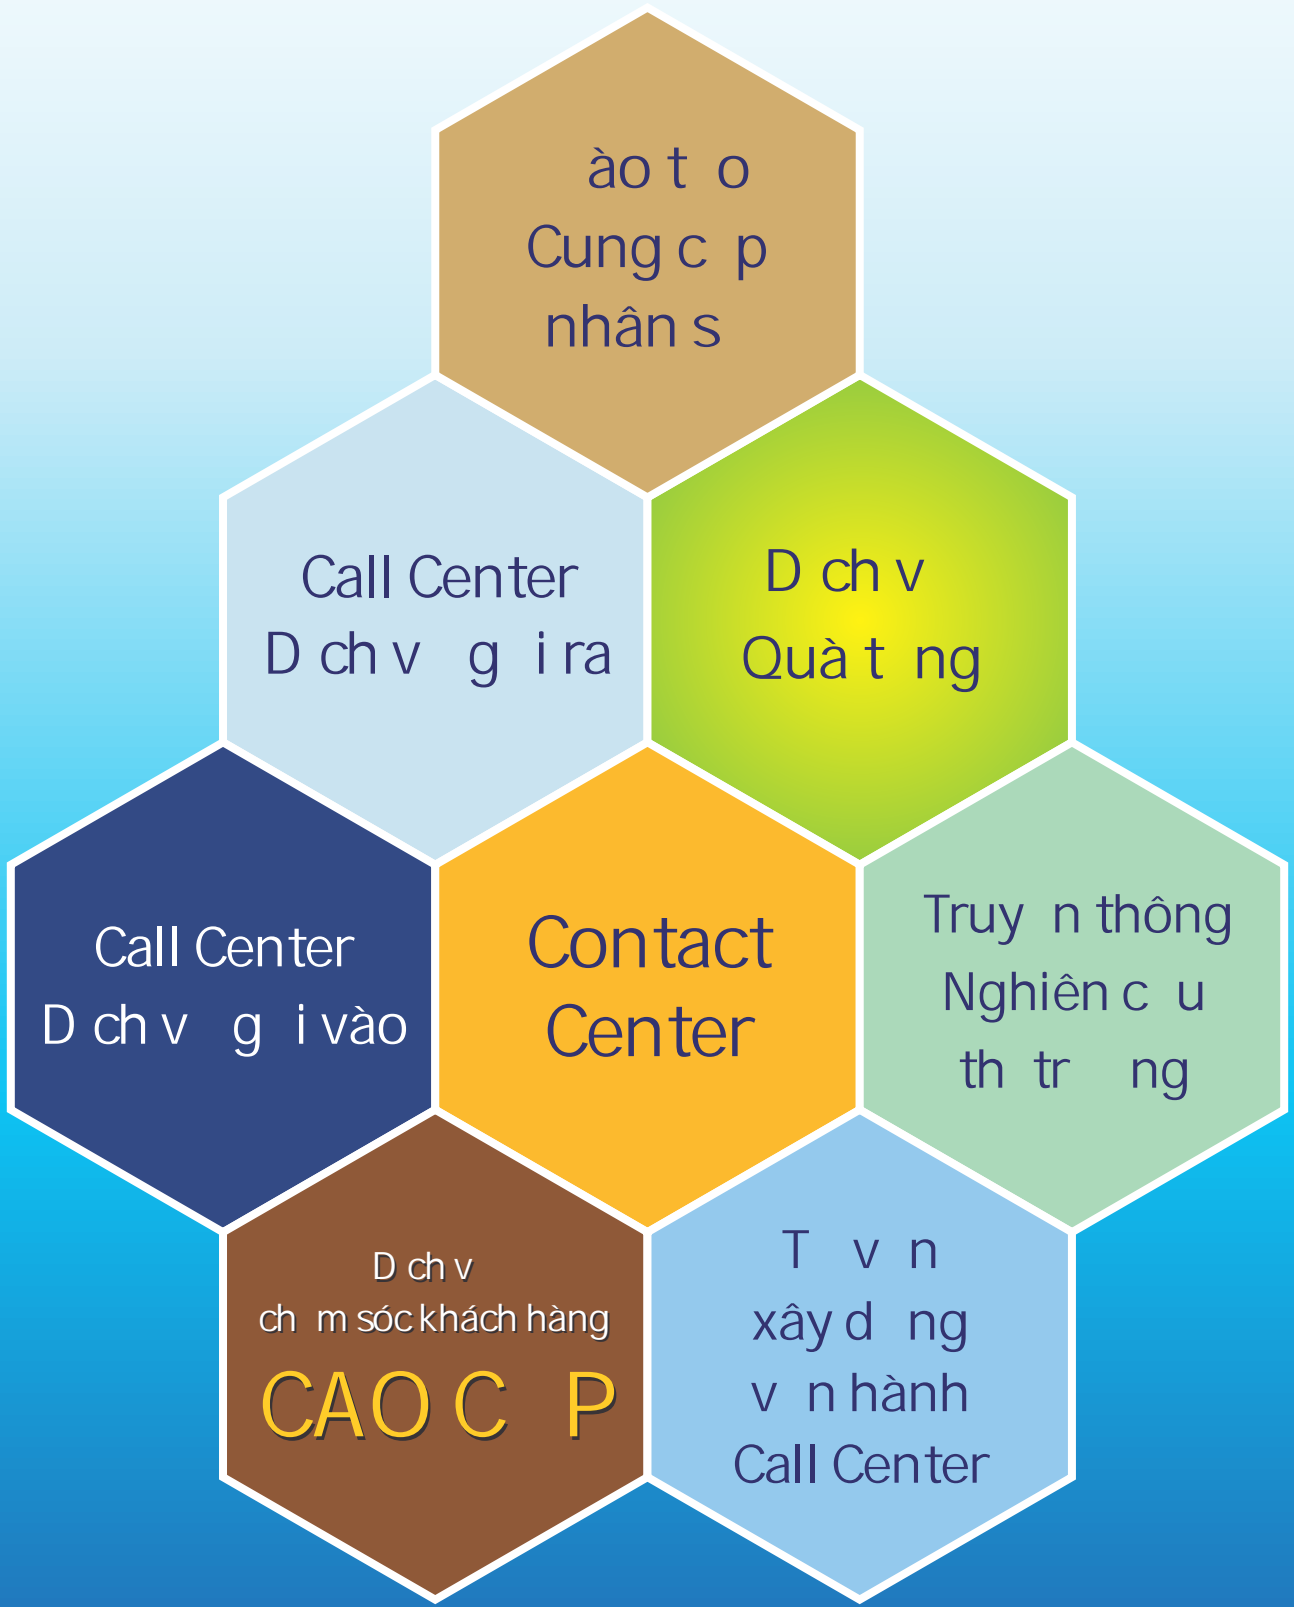 ào t o
Cung c p
nhân s
Call Center
D ch v g i ra
D ch v
Quà t ng
Call Center
D ch v g i vào
Contact
Center
Truy n thông
Nghiên c u
th tr ng
D ch v
ch m sóc khách hàng
CAO C P
T v n
xây d ng
v n hành
Call Center